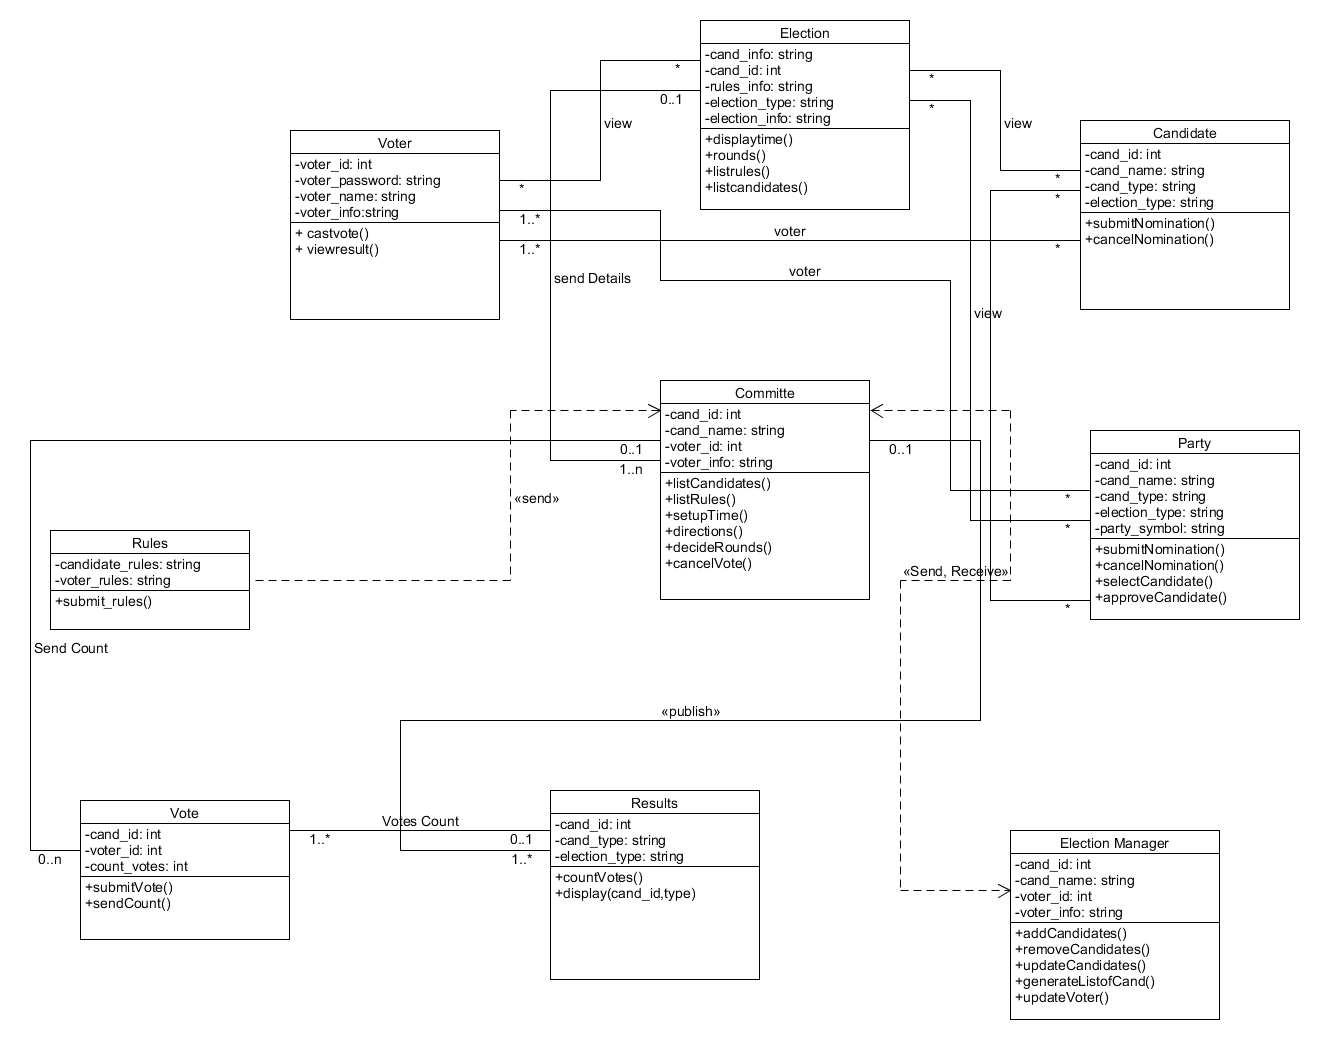 Election
-cand_info: string
-cand_id: int
-rules_info: string
-election_type: string
-election_info: string
+displaytime()
+rounds()
+listrules()
+listcandidates()
*
0..1
*
*
view
view
Voter
-voter_id: int
-voter_password: string
-voter_name: string
-voter_info:string
+ castvote()
+ viewresult()
*
1..*
1..*
Candidate
-cand_id: int
-cand_name: string
-cand_type: string
-election_type: string
+submitNomination()
+cancelNomination()
*
*
*
voter
voter
send Details
view
Committe
-cand_id: int
-cand_name: string
-voter_id: int
-voter_info: string
+listCandidates()
+listRules()
+setupTime()
+directions()
+decideRounds()
+cancelVote()
0..1
1..n
0..1
«send»
Party
-cand_id: int
-cand_name: string
-cand_type: string
-election_type: string
-party_symbol: string
+submitNomination()
+cancelNomination()
+selectCandidate()
+approveCandidate()
*
*
*
«Send, Receive»
Rules
-candidate_rules: string
-voter_rules: string
+submit_rules()
Send Count
«publish»
Vote
-cand_id: int
-voter_id: int
-count_votes: int
+submitVote()
+sendCount()
0..n
1..*
Votes Count
0..1
1..*
Results
-cand_id: int
-cand_type: string
-election_type: string
+countVotes()
+display(cand_id,type)
Election Manager
-cand_id: int
-cand_name: string
-voter_id: int
-voter_info: string
+addCandidates()
+removeCandidates()
+updateCandidates()
+generateListofCand()
+updateVoter()